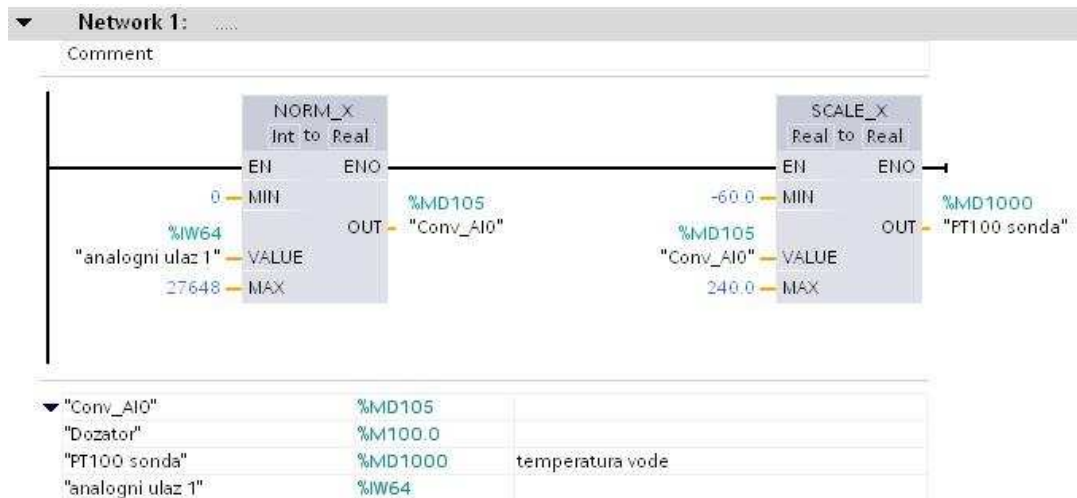 Network 1: .....
Comment
NORM_X
Int to Real
EN ENO
0 MIN
%MD105
OUT "Conv_AI0"
%IW64
"analogni ulaz 1" VALUE
27648 MAX
SCALE_X
Real to Real
EN ENO
-60.0 MIN
%MD1000
OUT "PT100 sonda"
%MD105
"Conv_AI0" VALUE
240.0 MAX
"Conv_AI0" %MD105
"Dozator" %M100.0
"PT100 sonda" %MD1000 temperatura vode
"analogni ulaz 1" %IW64